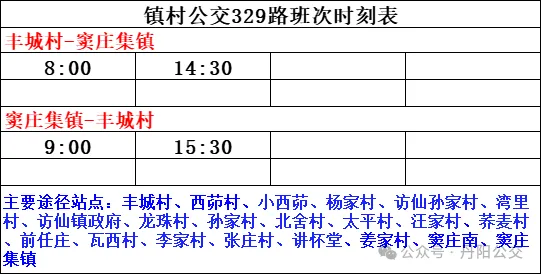 镇村公交329路班次时刻表
丰城村-窦庄集镇
8:00 14:30
窦庄集镇-丰城村
9:00 15:30
主要途径站点：丰城村、西茆村、小西茆、杨家村、访仙孙家村、湾里
村、访仙镇政府、龙珠村、孙家村、北舍村、太平村、汪家村、荞麦村
、前任庄、瓦西村、李家村、张庄村、讲怀堂、姜家村、窦庄南、窦庄
集镇
公众号·丹阳公交